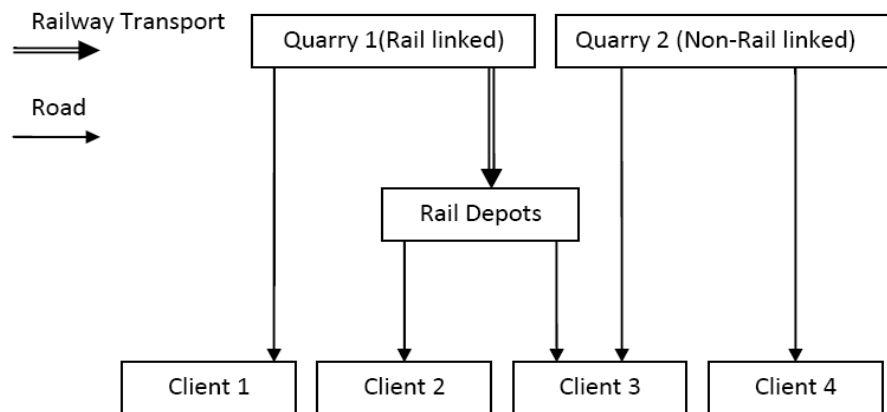 Railway Transport
Quarry 1(Rail linked)
Quarry 2 (Non-Rail linked)
Road
Rail Depots
Client 1
Client 2
Client 3
Client 4